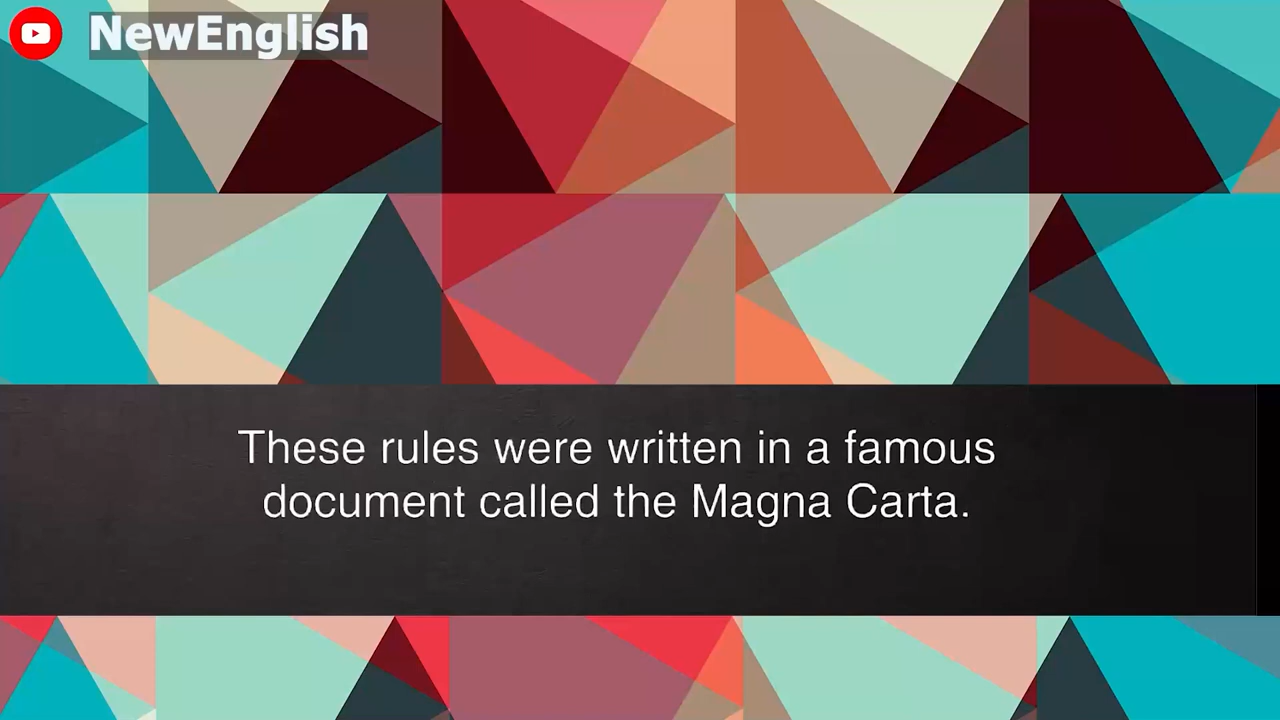 NewEnglish
These rules were written in a famous
document called the Magna Carta.